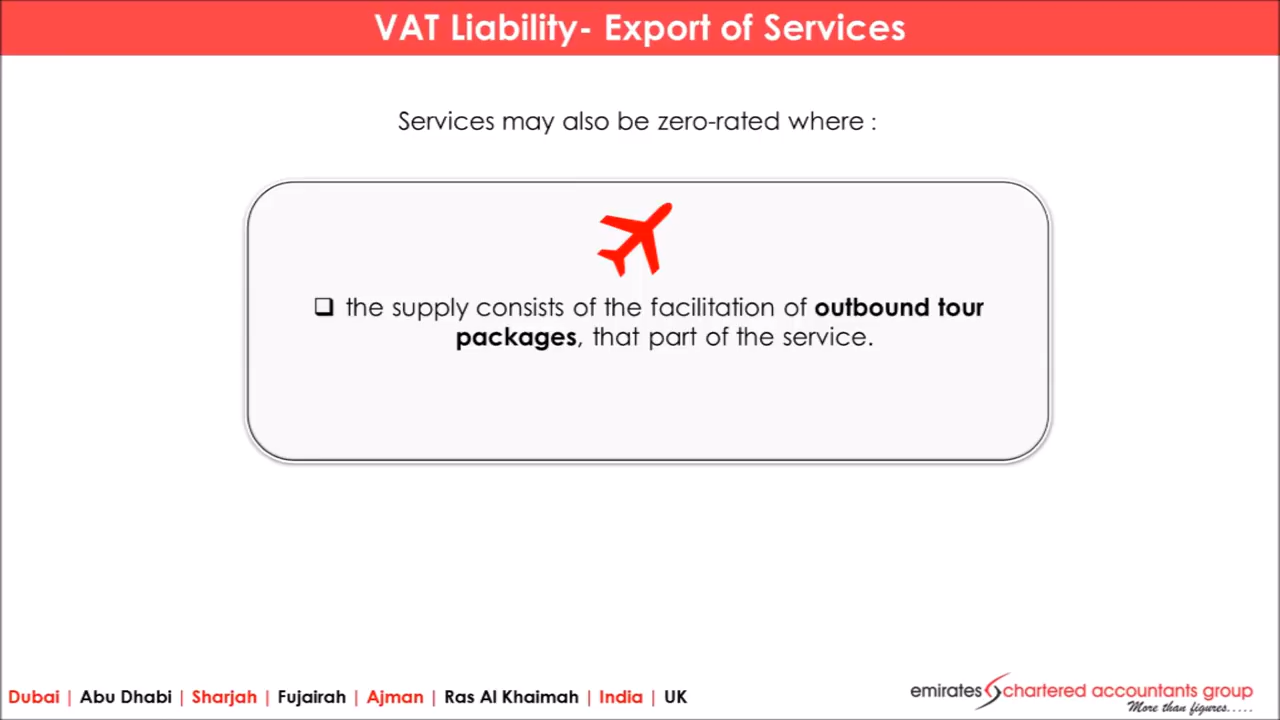 VAT Liability- Export of Services
Services may also be zero-rated where :
❑ the supply consists of the facilitation of outbound tour
packages, that part of the service.
Dubai | Abu Dhabi | Sharjah | Fujairah | Ajman | Ras Al Khaimah | India | UK
emirates chartered accountants group
More than figures.....